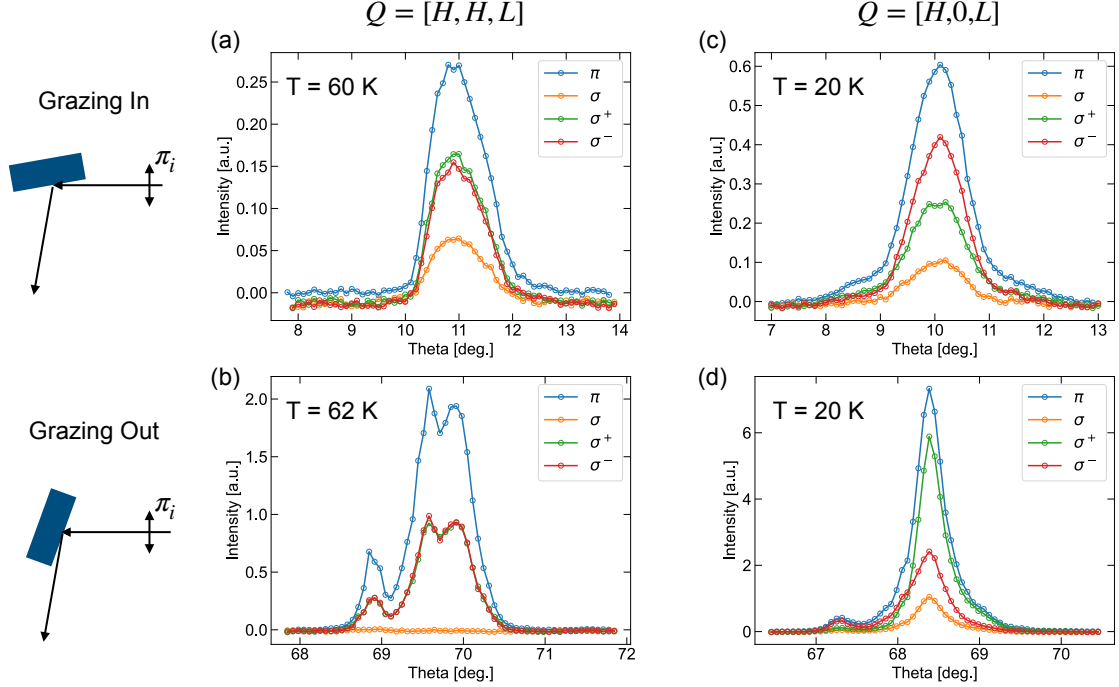 Q = [H, H, L]
Q = [H,0,L]
Grazing In
πi
(a)
T = 60 K
π
σ
σ+
σ−
Intensity [a.u.]
0.25
0.20
0.15
0.10
0.05
0.00
8 9 10 11 12 13 14
Theta [deg.]
(c)
T = 20 K
π
σ
σ+
σ−
Intensity [a.u.]
0.6
0.5
0.4
0.3
0.2
0.1
0.0
7 8 9 10 11 12 13
Theta [deg.]
Grazing Out
πi
(b)
T = 62 K
π
σ
σ+
σ−
Intensity [a.u.]
2.0
1.5
1.0
0.5
0.0
68 69 70 71 72
Theta [deg.]
(d)
T = 20 K
π
σ
σ+
σ−
Intensity [a.u.]
6
4
2
0
67 68 69 70
Theta [deg.]